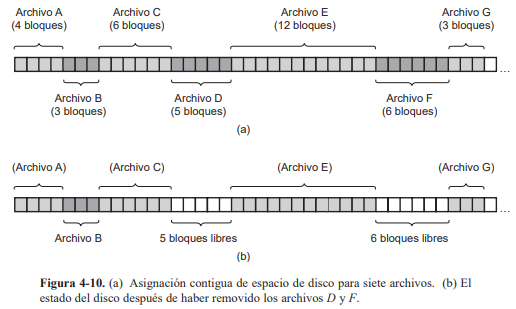 Archivo A
(4 bloques)
Archivo C
(6 bloques)
Archivo E
(12 bloques)
Archivo G
(3 bloques)
...
Archivo B
(3 bloques)
Archivo D
(5 bloques)
Archivo F
(6 bloques)
(a)
(Archivo A)
(Archivo C)
(Archivo E)
(Archivo G)
...
Archivo B
5 bloques libres
6 bloques libres
(b)
Figura 4-10. (a) Asignación contigua de espacio de disco para siete archivos. (b) El
estado del disco después de haber removido los archivos D y F.